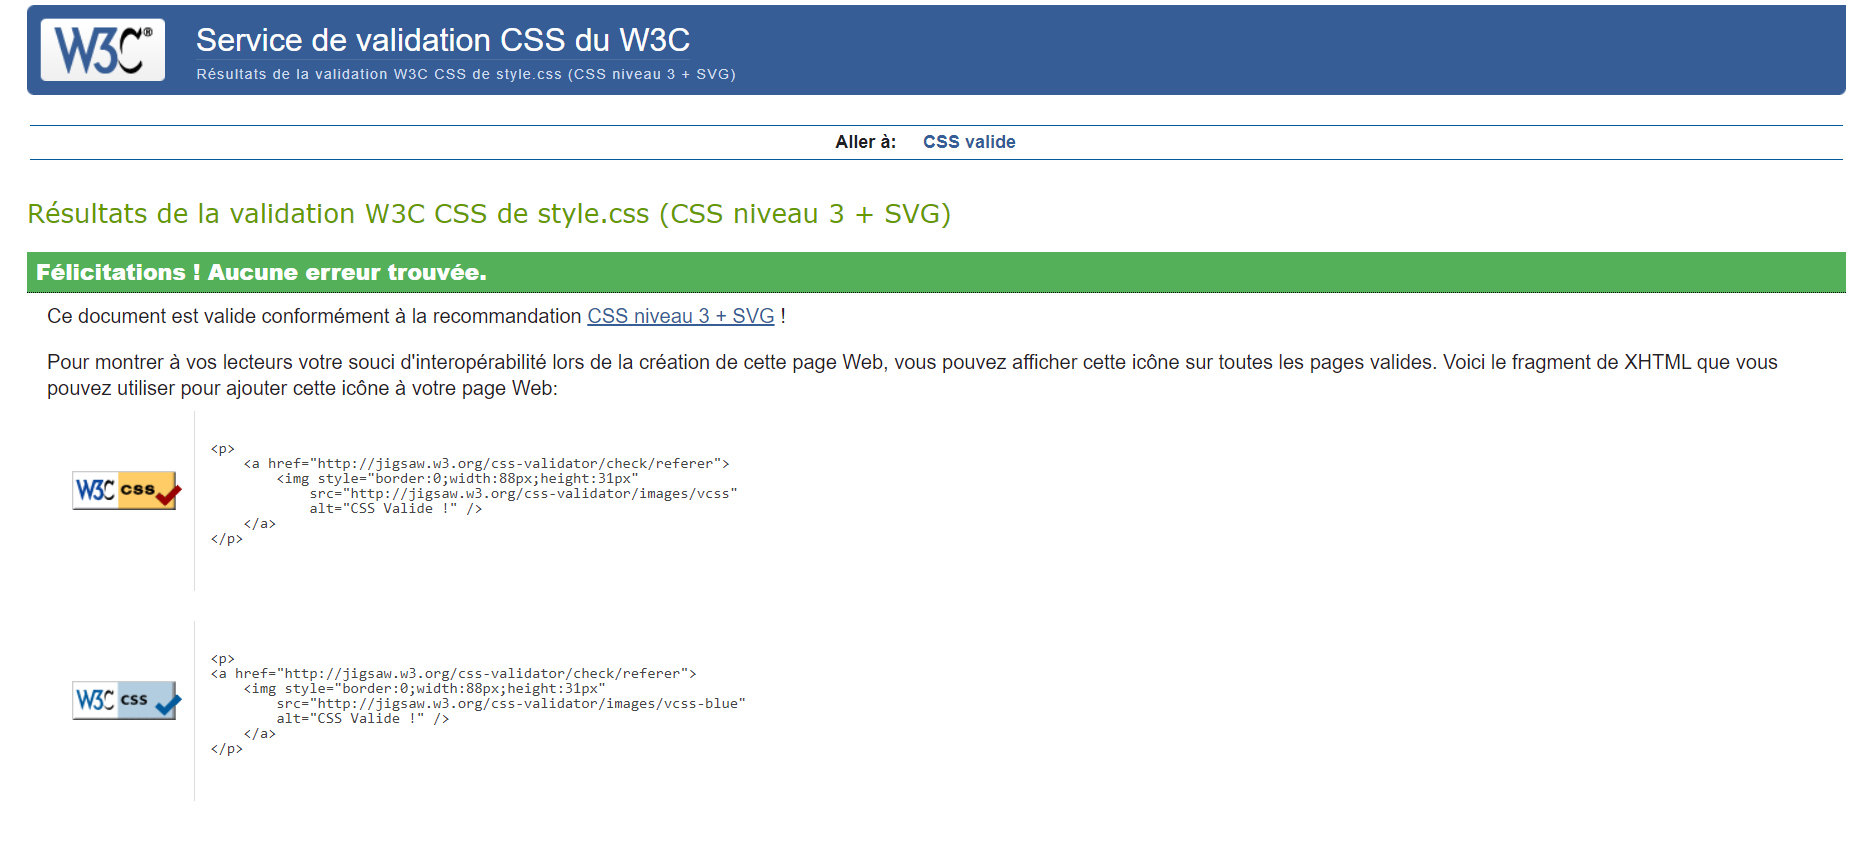 W3C®
Service de validation CSS du W3C
Résultats de la validation W3C CSS de style.css (CSS niveau 3 + SVG)
Aller à: CSS valide
Résultats de la validation W3C CSS de style.css (CSS niveau 3 + SVG)
Félicitations ! Aucune erreur trouvée.
Ce document est valide conformément à la recommandation CSS niveau 3 + SVG !
Pour montrer à vos lecteurs votre souci d'interopérabilité lors de la création de cette page Web, vous pouvez afficher cette icône sur toutes les pages valides. Voici le fragment de XHTML que vous
pouvez utiliser pour ajouter cette icône à votre page Web:
W3C css
<p>
<a href="http://jigsaw.w3.org/css-validator/check/referer">
<img style="border:0;width:88px;height:31px"
src="http://jigsaw.w3.org/css-validator/images/vcss"
alt="CSS Valide !" />
</a>
</p>
W3C css
<p>
<a href="http://jigsaw.w3.org/css-validator/check/referer">
<img style="border:0;width:88px;height:31px"
src="http://jigsaw.w3.org/css-validator/images/vcss-blue"
alt="CSS Valide !" />
</a>
</p>